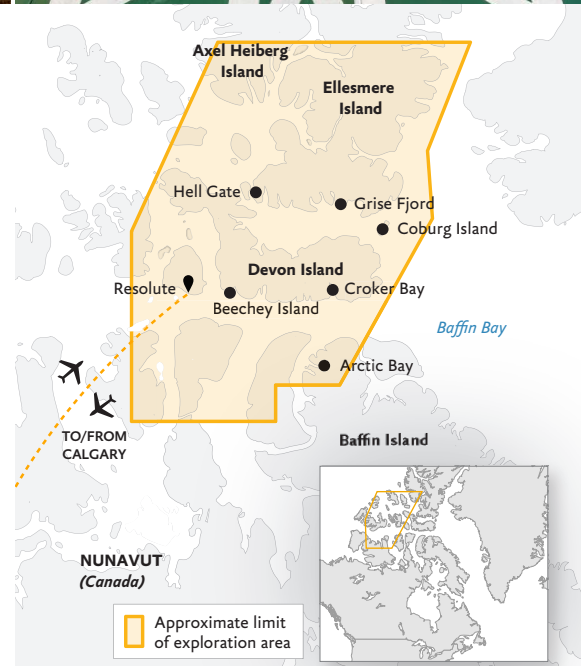 Axel Heiberg
Island
Ellesmere
Island
Hell Gate
Grise Fjord
Coburg Island
Devon Island
Resolute
Croker Bay
Beechey Island
Baffin Bay
Arctic Bay
TO/FROM
CALGARY
Baffin Island
NUNAVUT
(Canada)
Approximate limit
of exploration area